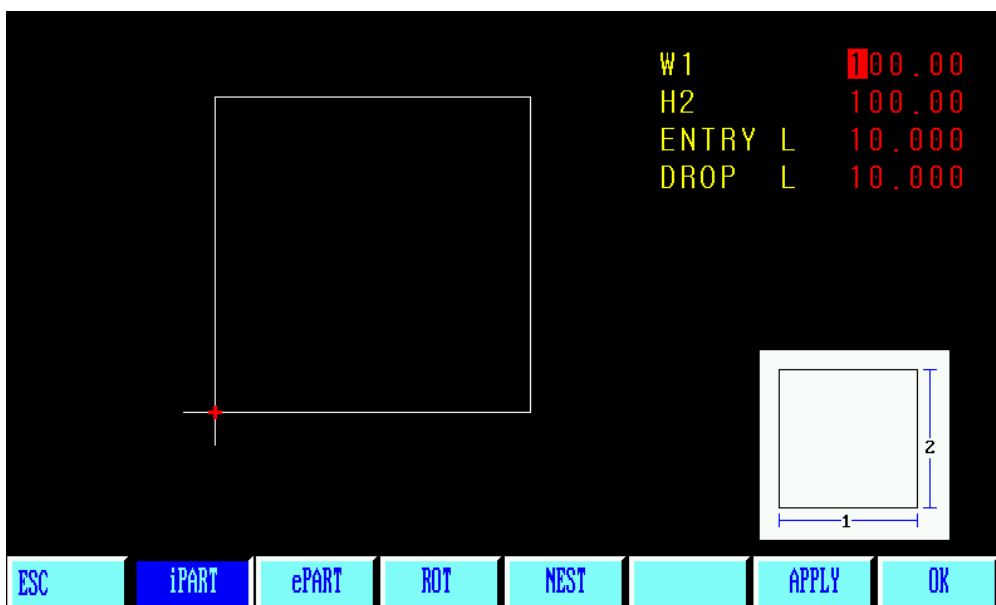 W1 100.00
H2 100.00
ENTRY L 10.000
DROP L 10.000
2
1
ESC iPART ePART ROT NEST APPLY OK